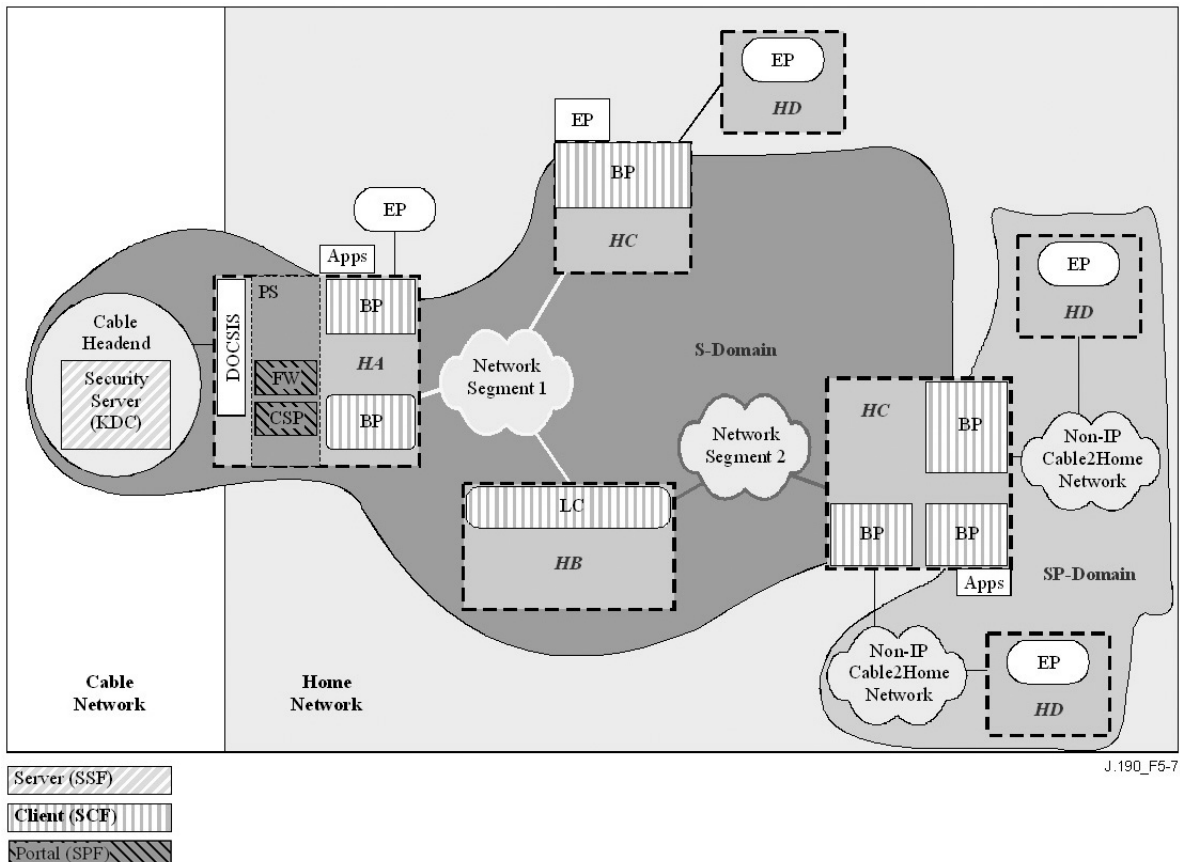 EP
HD
EP
BP
HC
EP
Apps
PS
BP
DOCSIS
HA
FW
CSP
BP
Cable
Headend
Security
Server
(KDC)
Network
Segment 1
S-Domain
Network
Segment 2
LC
HB
HC
BP
BP
BP
Apps
EP
HD
Non-IP
Cable2Home
Network
SP-Domain
Non-IP
Cable2Home
Network
EP
HD
Cable
Network
Home
Network
J.190_F5-7
Server (SSF)
Client (SCF)
Portal (SPF)